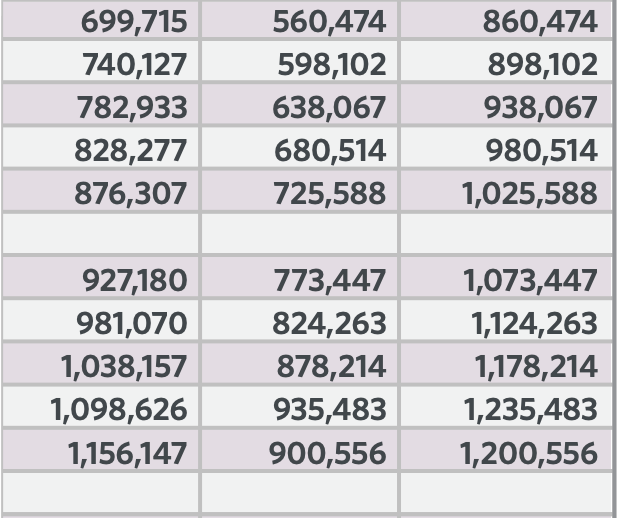 699,715 560,474 860,474
740,127 598,102 898,102
782,933 638,067 938,067
828,277 680,514 980,514
876,307 725,588 1,025,588
927,180 773,447 1,073,447
981,070 824,263 1,124,263
1,038,157 878,214 1,178,214
1,098,626 935,483 1,235,483
1,156,147 900,556 1,200,556